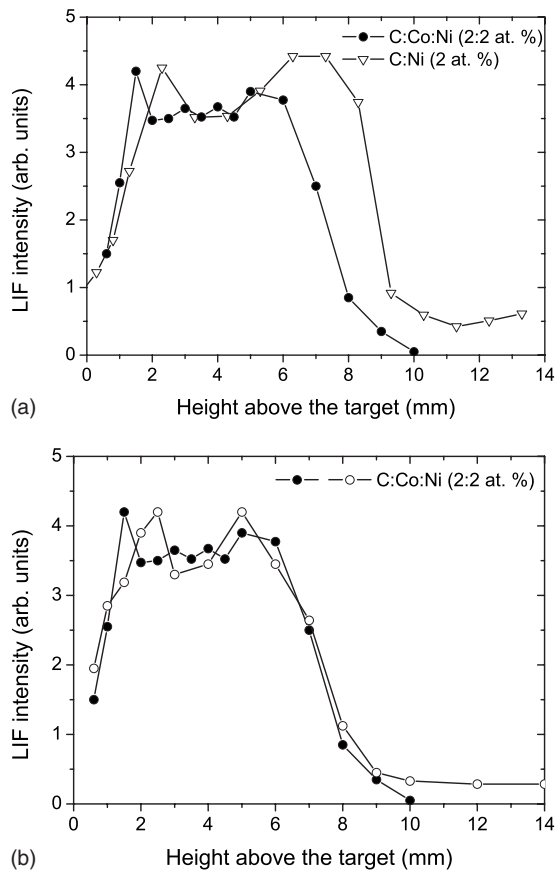 5
C:Co:Ni (2:2 at. %)
C:Ni (2 at. %)
4
3
2
1
0
LIF intensity (arb. units)
0 2 4 6 8 10 12 14
(a)
Height above the target (mm)
5
C:Co:Ni (2:2 at. %)
4
3
2
1
0
LIF intensity (arb. units)
0 2 4 6 8 10 12 14
(b)
Height above the target (mm)